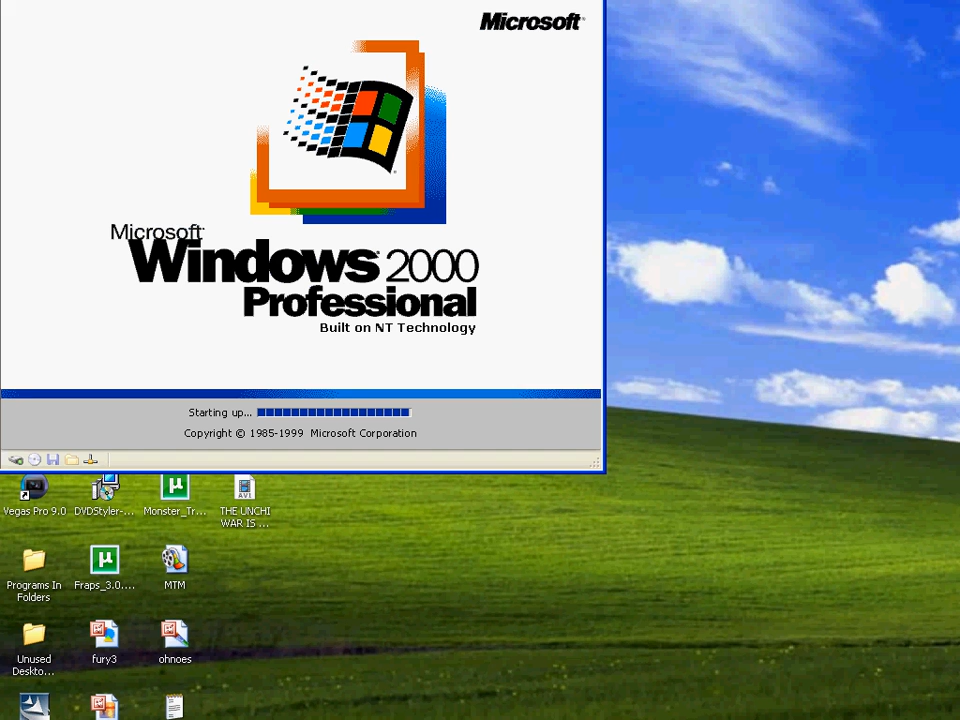 Microsoft
Microsoft
Windows 2000
Professional
Built on NT Technology
Starting up...
Copyright © 1985-1999 Microsoft Corporation
Vegas Pro 9.0
DVDStyler-...
Monster_Tr...
THE UNCHI
WAR IS ...
AVI
Programs In
Folders
Fraps_3.0....
MTM
Unused
Deskto...
fury3
ohnoes